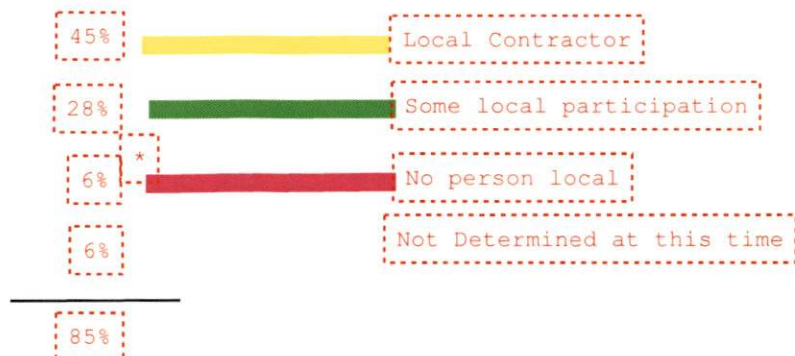 45% Local Contractor
28% Some local participation
*
6% No person local
6% Not Determined at this time
85%